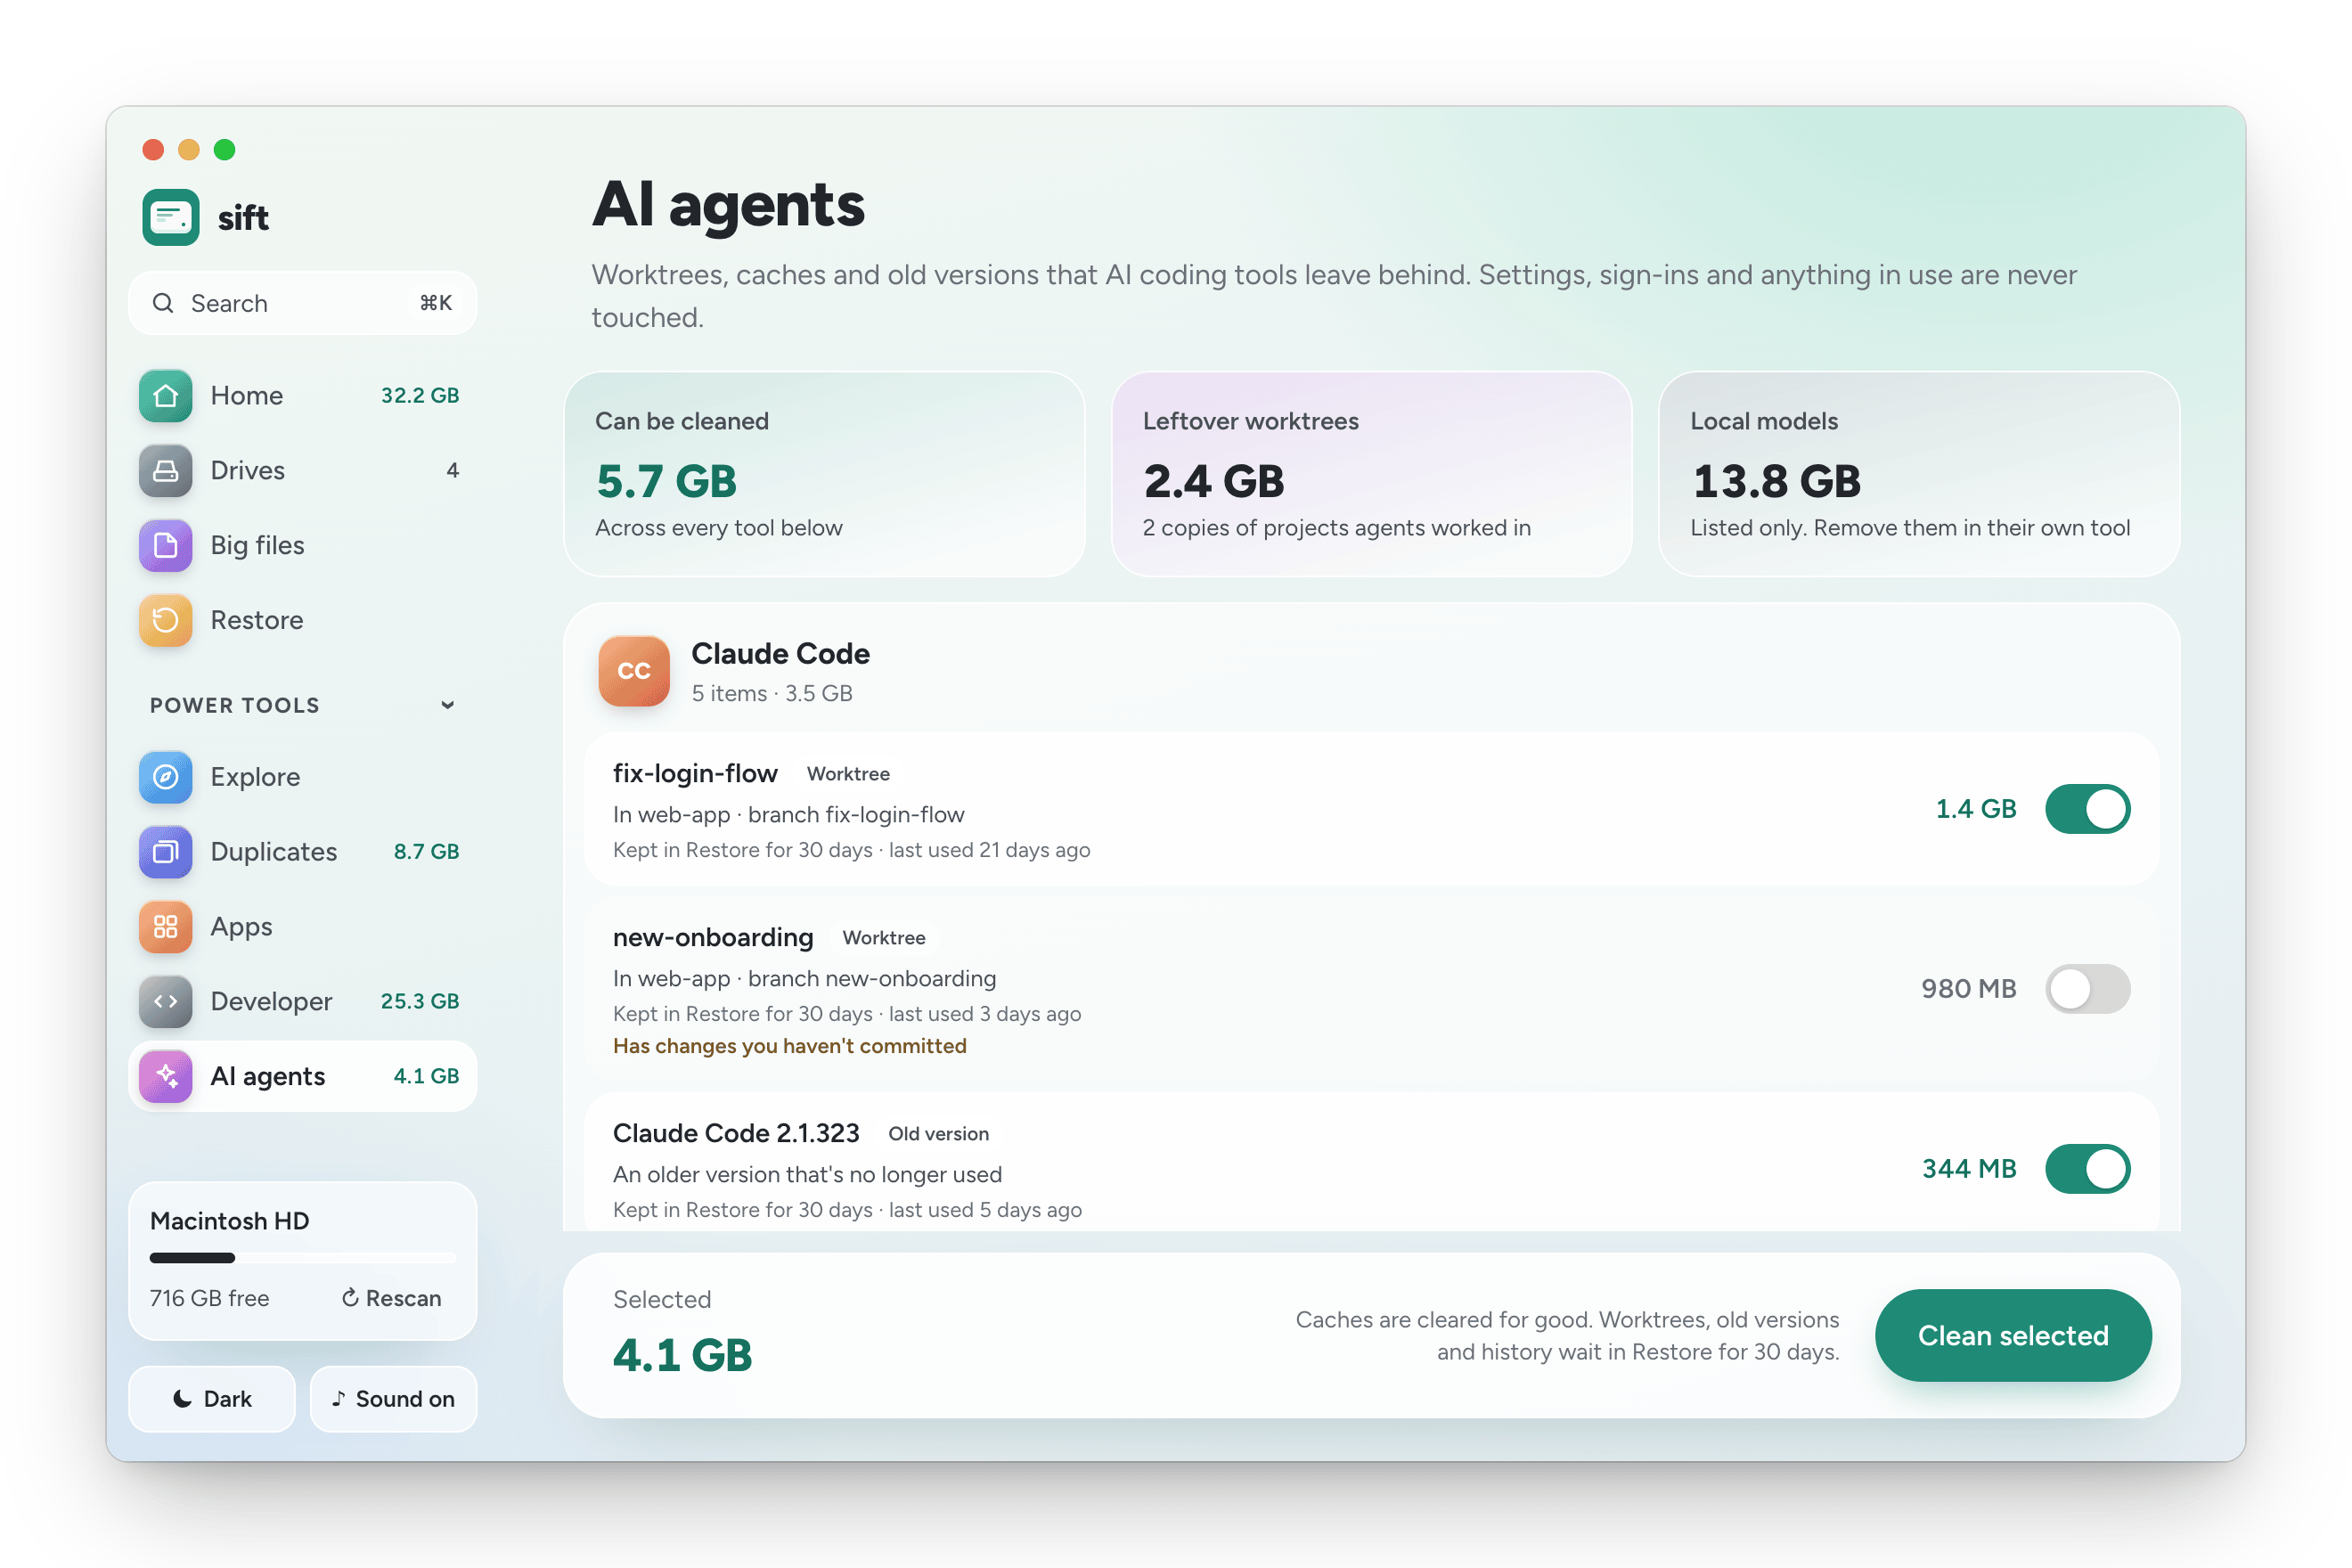 sift
Search ⌘K
Home 32.2 GB
Drives 4
Big files
Restore
POWER TOOLS
Explore
Duplicates 8.7 GB
Apps
Developer 25.3 GB
AI agents 4.1 GB
Macintosh HD
716 GB free Rescan
Dark Sound on
AI agents
Worktrees, caches and old versions that AI coding tools leave behind. Settings, sign-ins and anything in use are never
touched.
Can be cleaned
5.7 GB
Across every tool below
Leftover worktrees
2.4 GB
2 copies of projects agents worked in
Local models
13.8 GB
Listed only. Remove them in their own tool
CC
Claude Code
5 items · 3.5 GB
fix-login-flow Worktree
In web-app · branch fix-login-flow
Kept in Restore for 30 days · last used 21 days ago
1.4 GB
new-onboarding Worktree
In web-app · branch new-onboarding
Kept in Restore for 30 days · last used 3 days ago
Has changes you haven't committed
980 MB
Claude Code 2.1.323 Old version
An older version that's no longer used
Kept in Restore for 30 days · last used 5 days ago
344 MB
Selected
4.1 GB
Caches are cleared for good. Worktrees, old versions
and history wait in Restore for 30 days.
Clean selected